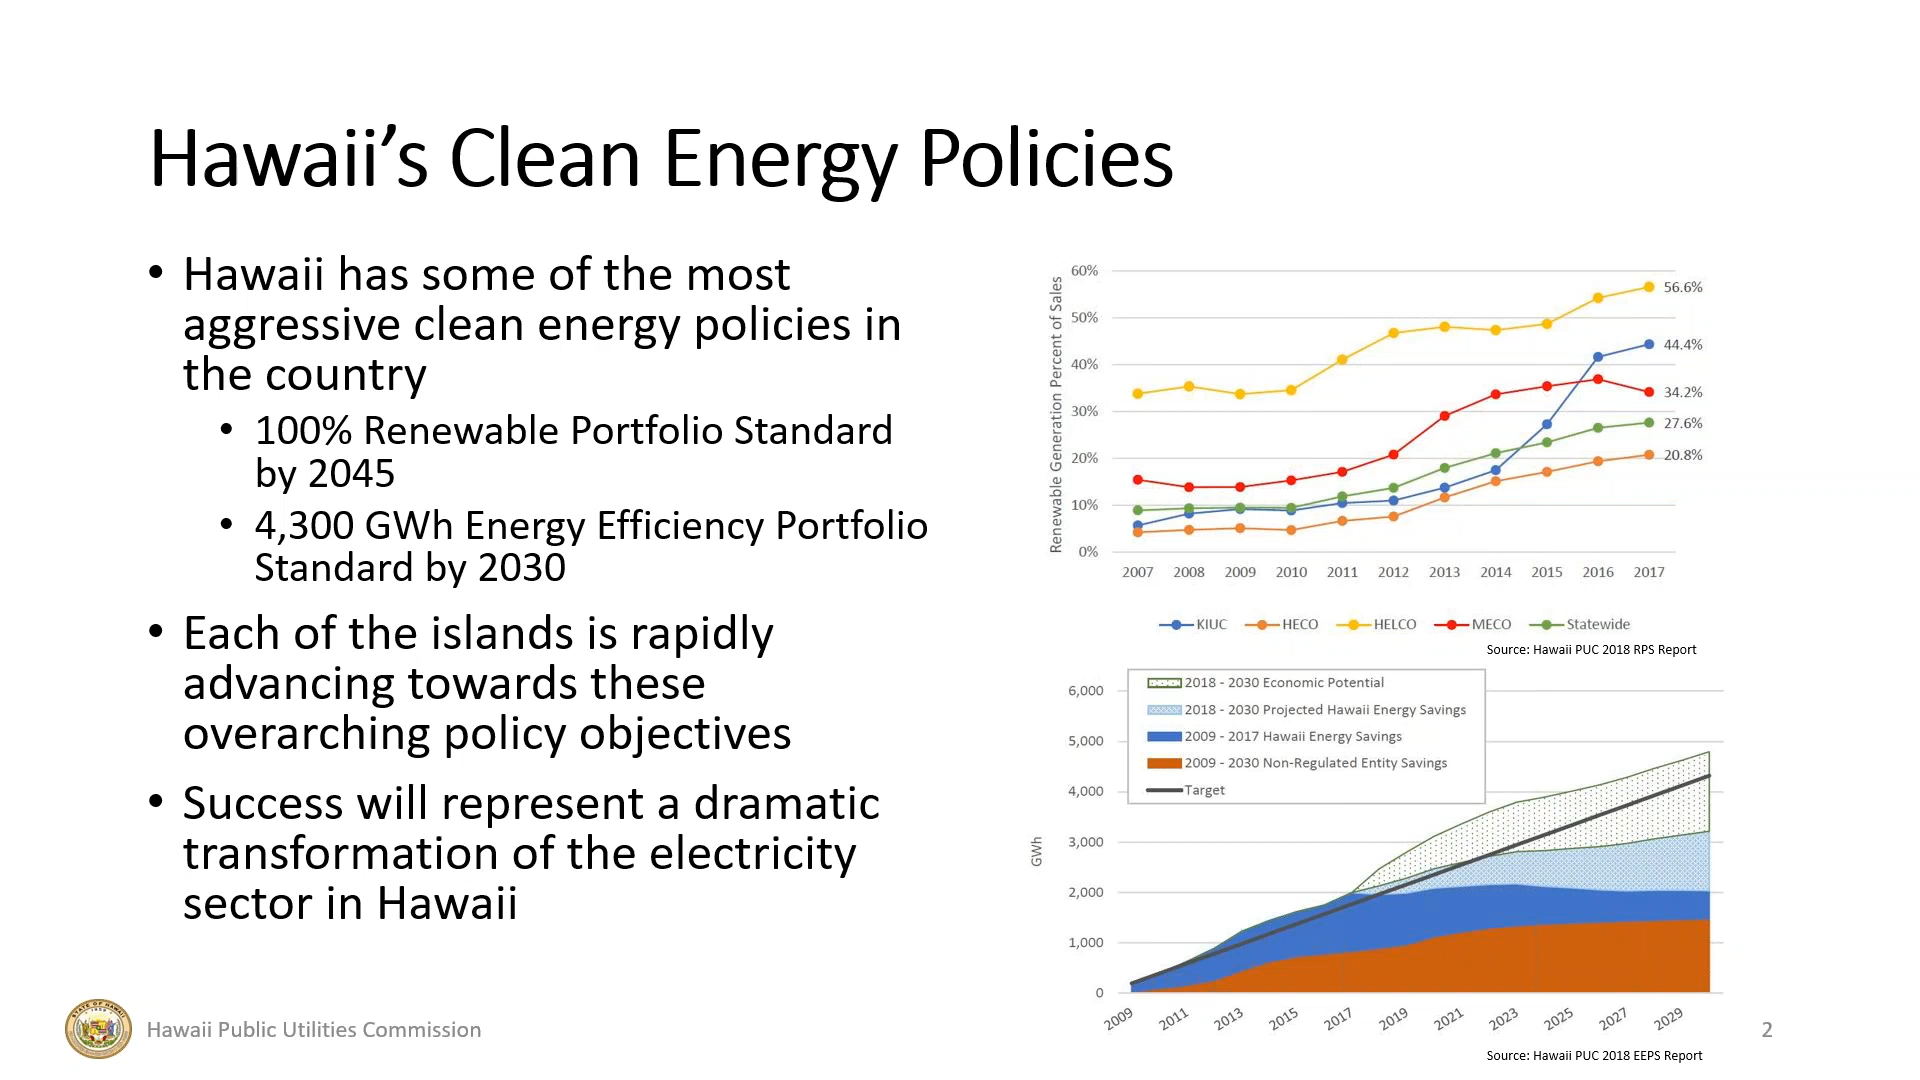 Hawaii’s Clean Energy Policies
• Hawaii has some of the most
aggressive clean energy policies in
the country
• 100% Renewable Portfolio Standard
by 2045
• 4,300 GWh Energy Efficiency Portfolio
Standard by 2030
• Each of the islands is rapidly
advancing towards these
overarching policy objectives
• Success will represent a dramatic
transformation of the electricity
sector in Hawaii
Renewable Generation Percent of Sales
60%
50%
40%
30%
20%
10%
0%
56.6%
44.4%
34.2%
27.6%
20.8%
2007 2008 2009 2010 2011 2012 2013 2014 2015 2016 2017
KIUC HECO HELCO MECO Statewide
Source: Hawaii PUC 2018 RPS Report
2018 - 2030 Economic Potential
2018 - 2030 Projected Hawaii Energy Savings
2009 - 2017 Hawaii Energy Savings
2009 - 2030 Non-Regulated Entity Savings
Target
GWh
6,000
5,000
4,000
3,000
2,000
1,000
0
2009 2011 2013 2015 2017 2019 2021 2023 2025 2027 2029
Source: Hawaii PUC 2018 EEPS Report
STATE OF HAWAII
Hawaii Public Utilities Commission
2